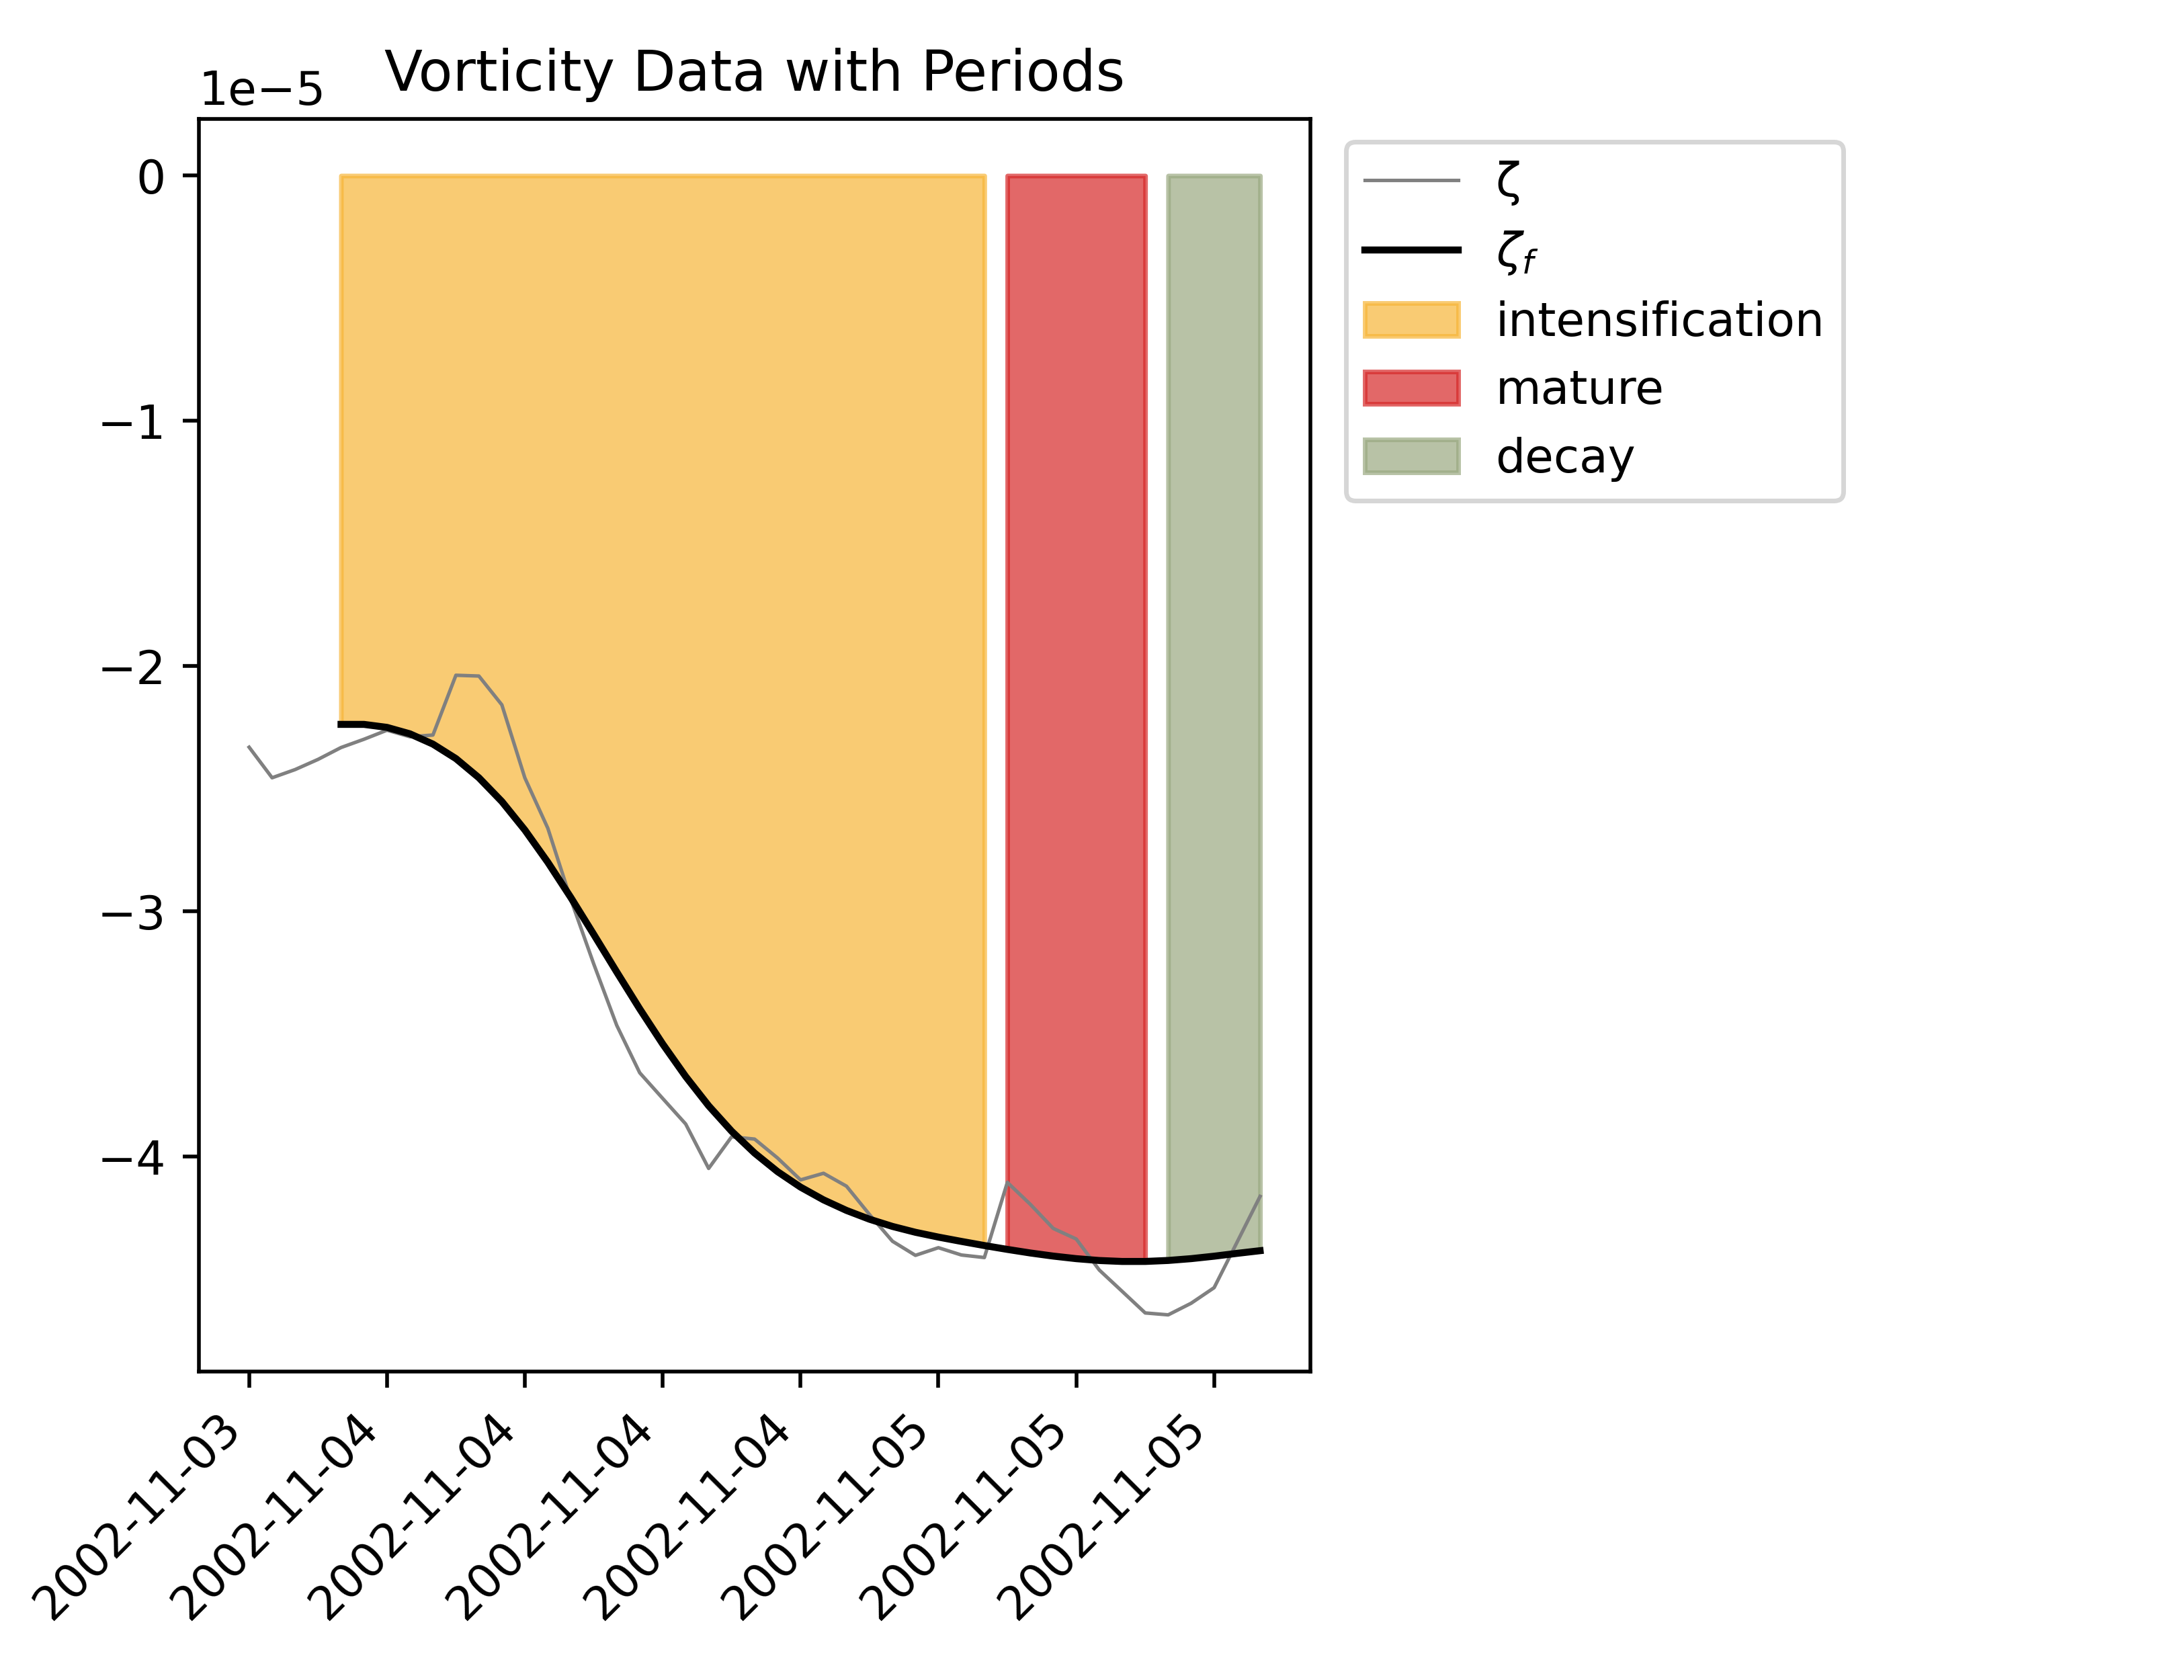 Vorticity Data with Periods
1e−5
0
−1
−2
−3
−4
2002-11-03
2002-11-04
2002-11-04
2002-11-04
2002-11-04
2002-11-05
2002-11-05
2002-11-05
ζ
ζf
intensification
mature
decay